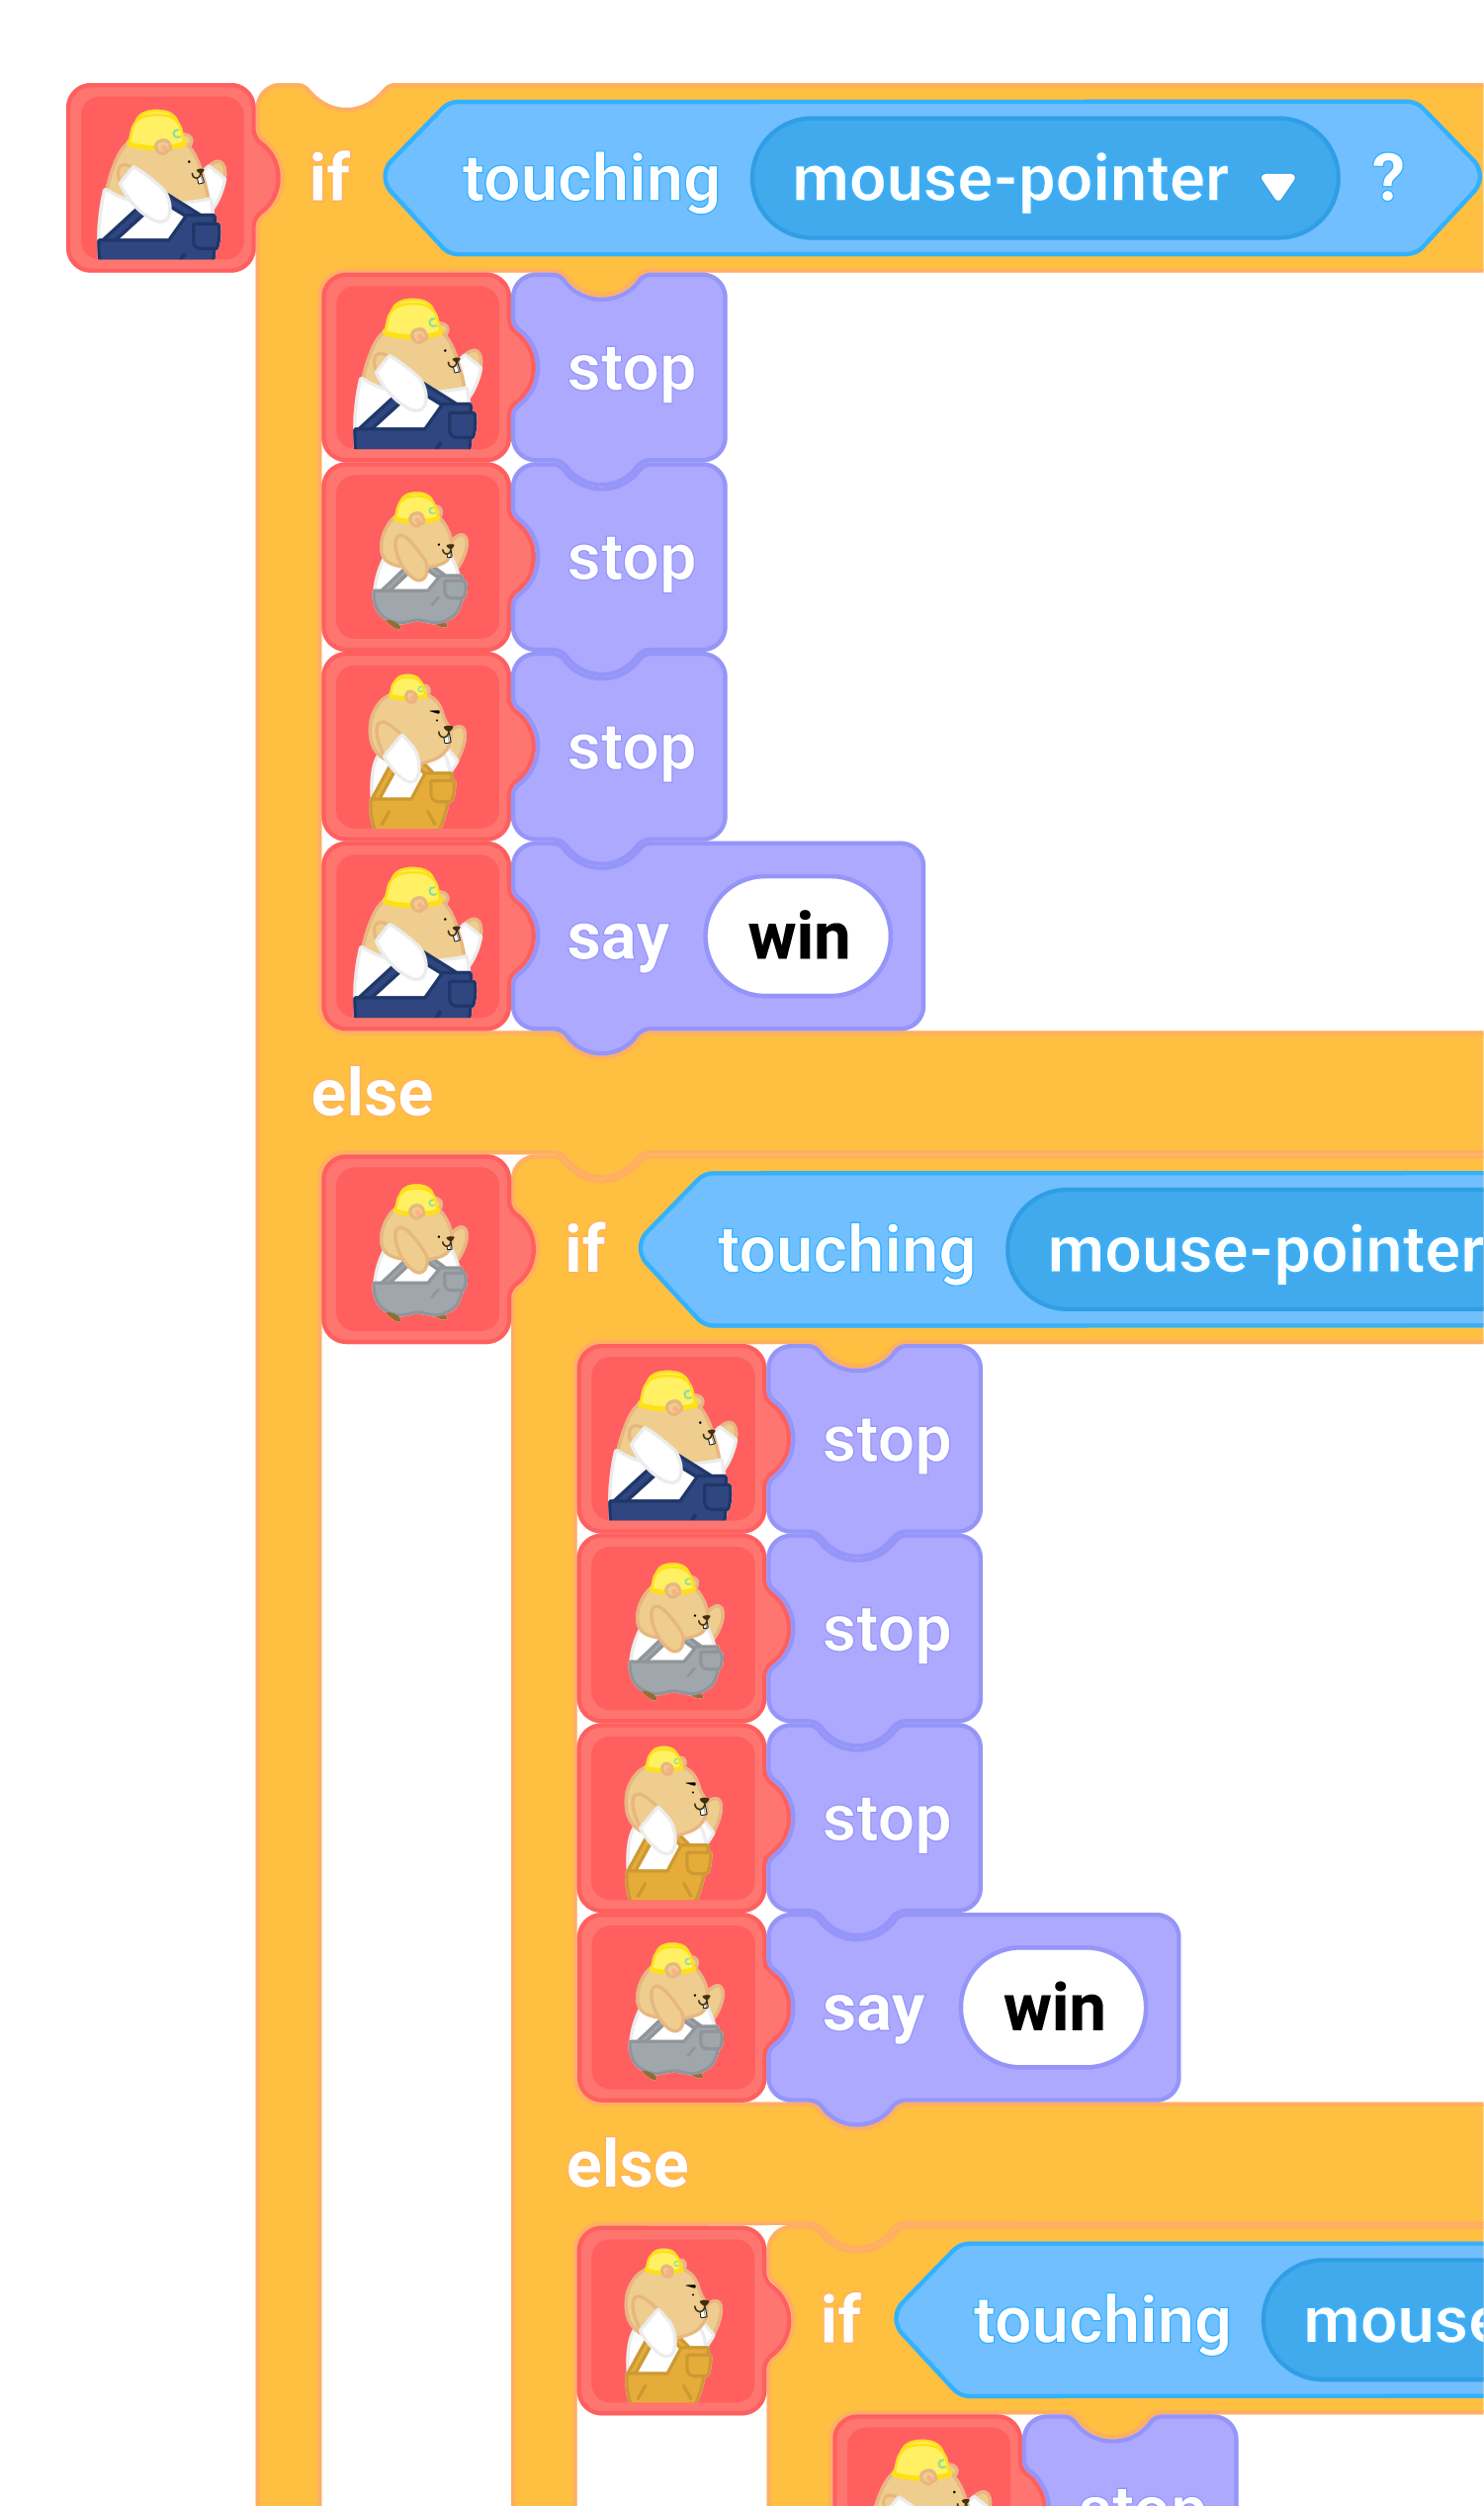 if touching mouse-pointer ?
stop
stop
stop
say win
else
if touching mouse-pointer
stop
stop
stop
say win
else
if touching mouse
stop